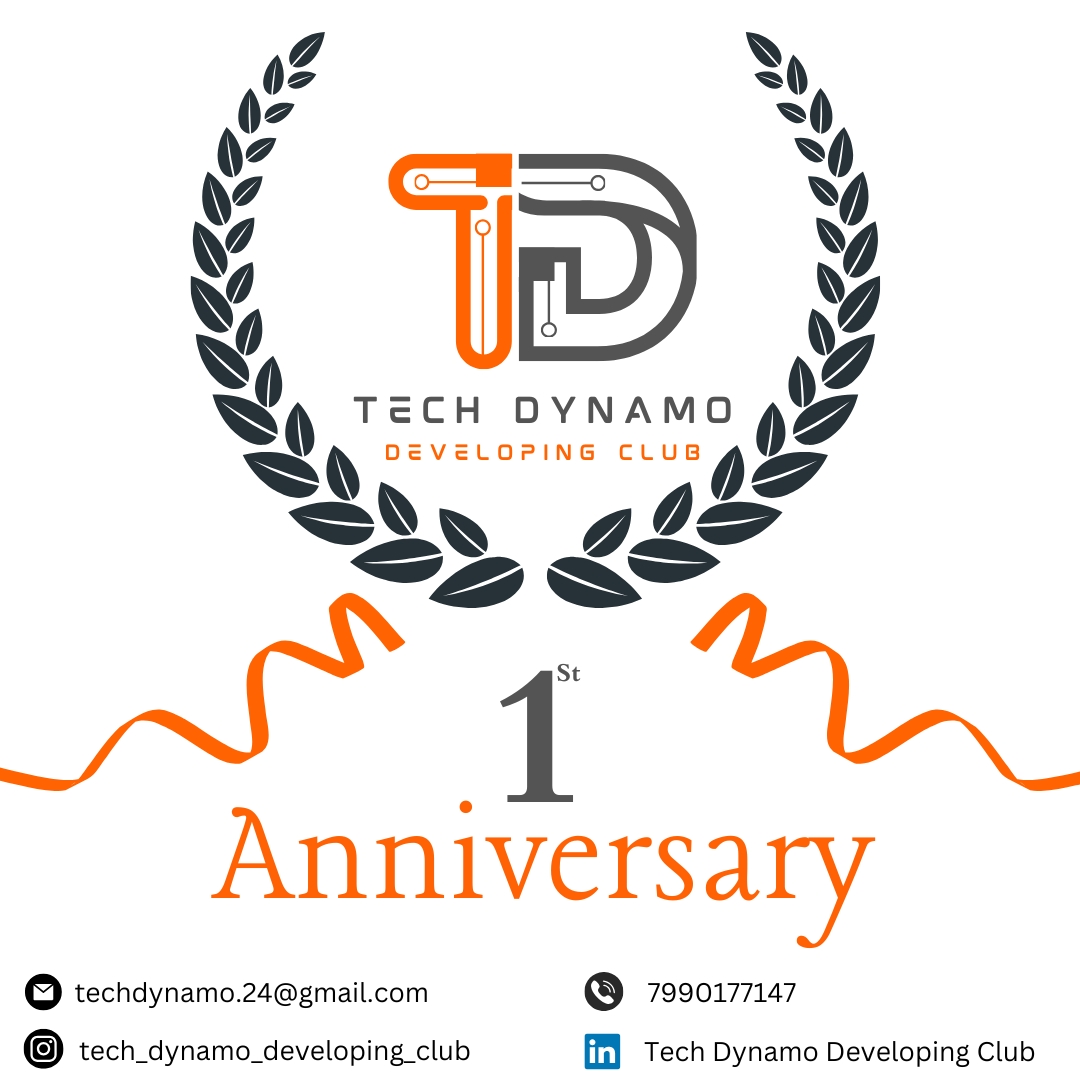 TECH DYNAMO
DEVELOPING CLUB
1St
Anniversary
techdynamo.24@gmail.com
7990177147
tech_dynamo_developing_club
Tech Dynamo Developing Club